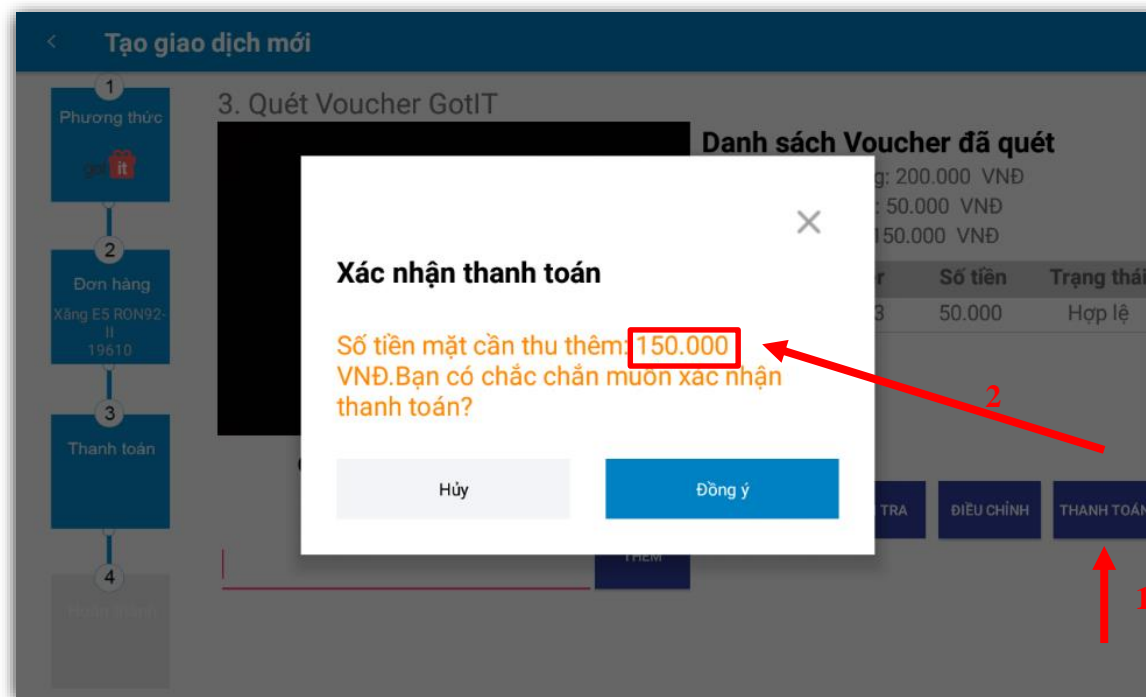 < Tạo giao dịch mới
1
Phương thức
got it
2
Đơn hàng
Xăng E5 RON92-
II
19610
3
Thanh toán
4
Hoàn thành
3. Quét Voucher GotIT
Danh sách Voucher đã quét
g: 200.000 VNĐ
: 50.000 VNĐ
150.000 VNĐ
r Số tiền Trạng thái
3 50.000 Hợp lệ
Xác nhận thanh toán
Số tiền mặt cần thu thêm: 150.000
VNĐ.Bạn có chắc chắn muốn xác nhận
thanh toán?
Hủy
Đồng ý
2
TRA
ĐIỀU CHỈNH
THANH TOÁN
THÊM
1